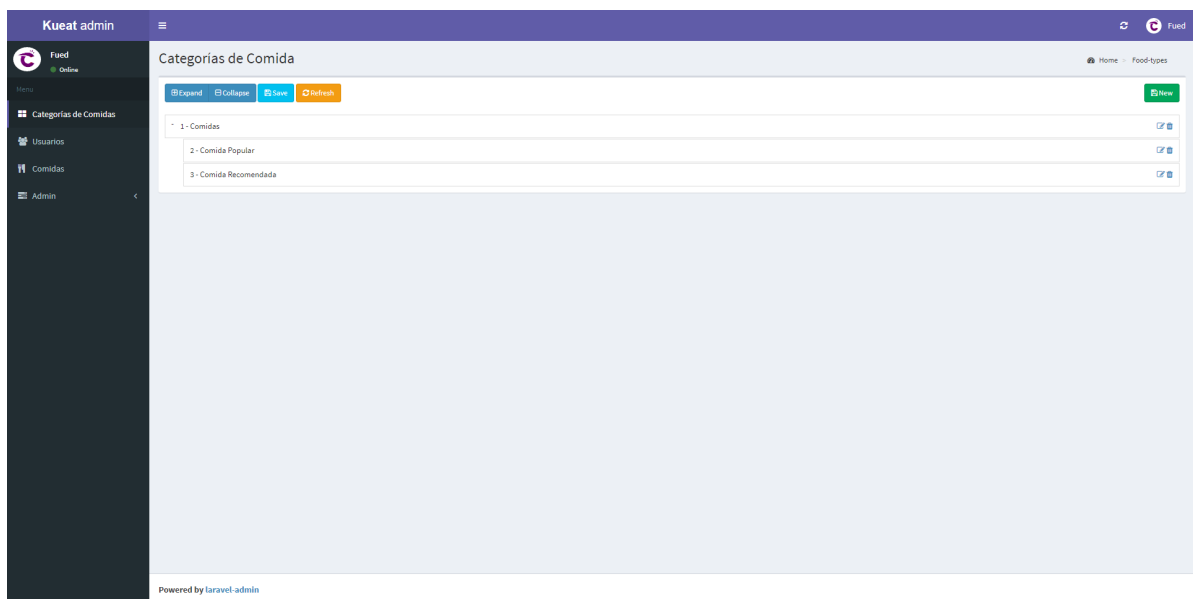 Kueat admin
Fued
Fued
Online
Categorías de Comida
Home
Food-types
Menu
Expand Collapse Save Refresh
New
Categorías de Comidas
1 - Comidas
Usuarios
2 - Comida Popular
Comidas
3 - Comida Recomendada
Admin
Powered by laravel-admin